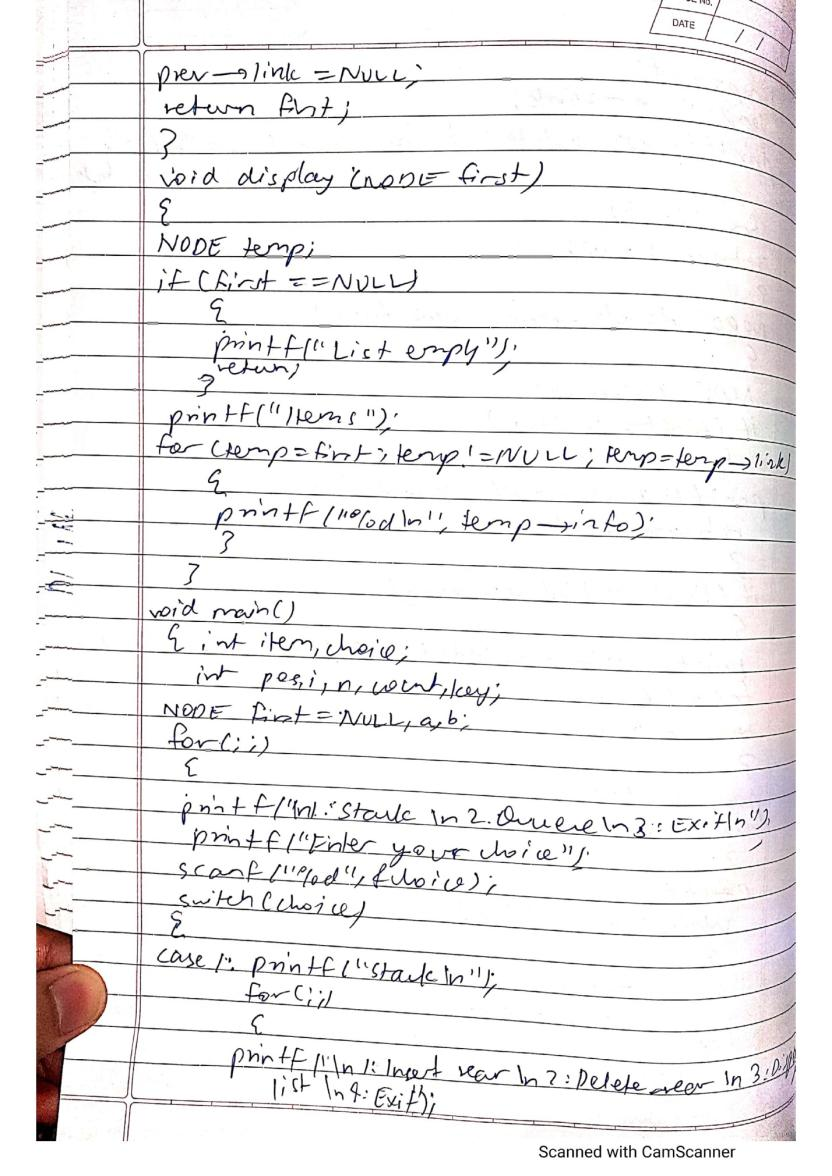 DATE / /
prev→link = NULL;
return first;
}
void display (NODE first)
{
NODE temp;
if (first == NULL)
{
printf("List empty");
return;
}
printf("Items");
for (temp=first; temp!=NULL; temp=temp→link)
{
printf("%d\n", temp→info);
}
}
void main()
{ int item, choice;
int pos, i, n, count, key;
NODE first = NULL, a, b;
for(;;)
{
printf("\n1:Stack \n 2.Queue \n 3: Exit\n");
printf("Enter your choice");
scanf("%d", &choice);
switch(choice)
{
case 1: printf("Stack \n");
for(;;)
{
printf("\n 1: Insert rear \n 2: Delete rear \n 3:
list \n 4: Exit");
Scanned with CamScanner